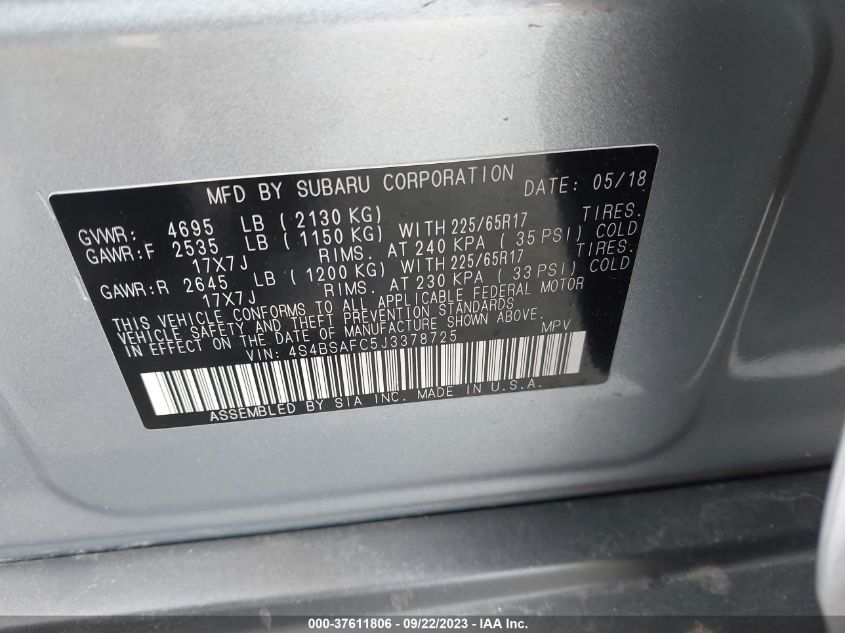 MFD BY SUBARU CORPORATION DATE: 05/18
GVWR: 4695 LB (2130 KG)
GAWR:F 2535 LB (1150 KG) WITH 225/65R17 TIRES.
17X7J RIMS. AT 240 KPA (35 PSI) COLD
GAWR:R 2645 LB (1200 KG) WITH 225/65R17 TIRES.
17X7J RIMS. AT 230 KPA (33 PSI) COLD.
THIS VEHICLE CONFORMS TO ALL APPLICABLE FEDERAL MOTOR
VEHICLE SAFETY AND THEFT PREVENTION STANDARDS
IN EFFECT ON THE DATE OF MANUFACTURE SHOWN ABOVE.
VIN: 4S4BSAFC5J3378725 MPV
ASSEMBLED BY SIA INC. MADE IN U.S.A.
000-37611806 - 09/22/2023 - IAA Inc.